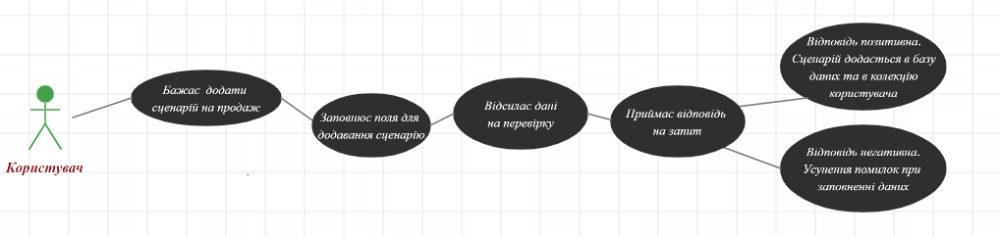 Користувач
Бажає додати
сценарій на продаж
Заповнює поля для
додавання сценарію
Відсилає дані
на перевірку
Приймає відповідь
на запит
Відповідь позитивна.
Сценарій додається в базу
даних та в колекцію
користувача
Відповідь негативна.
Усунення помилок при
заповненні даних